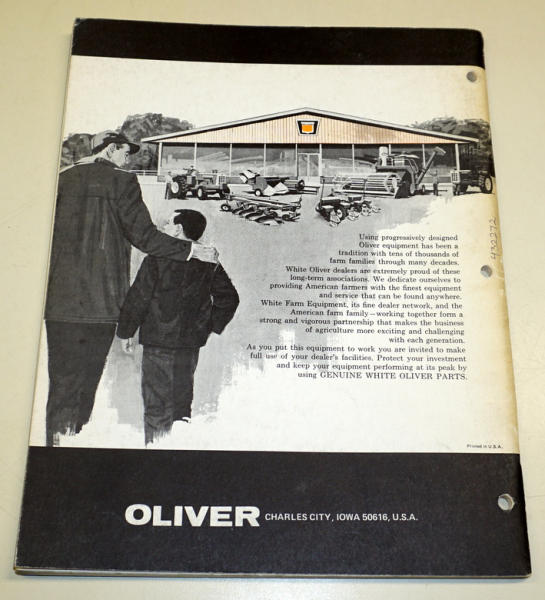 Using progressively designed
Oliver equipment has been a
tradition with tens of thousands of
farm families through many decades.
White Oliver dealers are extremely proud of these
long-term associations. We dedicate ourselves to
providing American farmers with the finest equipment
and service that can be found anywhere.
White Farm Equipment, its fine dealer network, and the
American farm family—working together form a
strong and vigorous partnership that makes the business
of agriculture more exciting and challenging
with each generation.
As you put this equipment to work you are invited to make
full use of your dealer's facilities. Protect your investment
and keep your equipment performing at its peak by
using GENUINE WHITE OLIVER PARTS.
432272
Printed in U.S.A.
OLIVER CHARLES CITY, IOWA 50616, U.S.A.